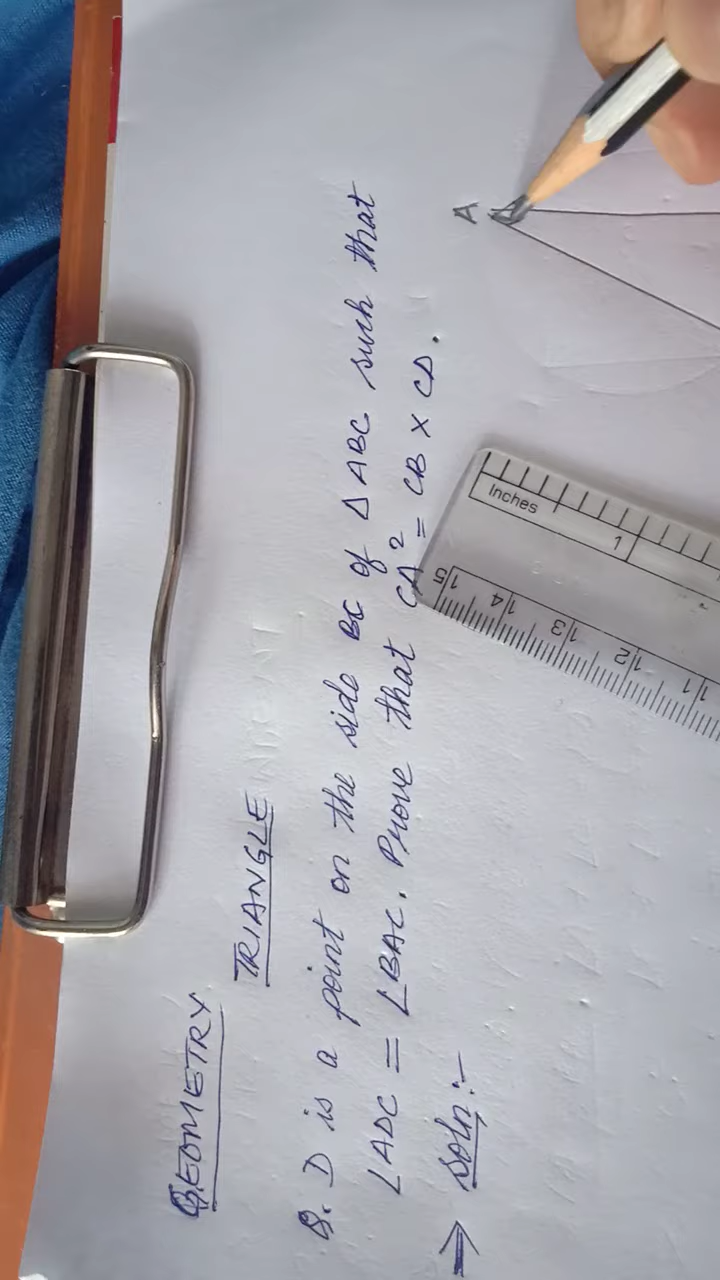 GEOMETRY
TRIANGLE
Q. D is a point on the side BC of △ABC such that
∠ADC = ∠BAC. Prove that CA² = CB × CD.
→ Soln:-
A
Inches
1
15 14 13 12 11